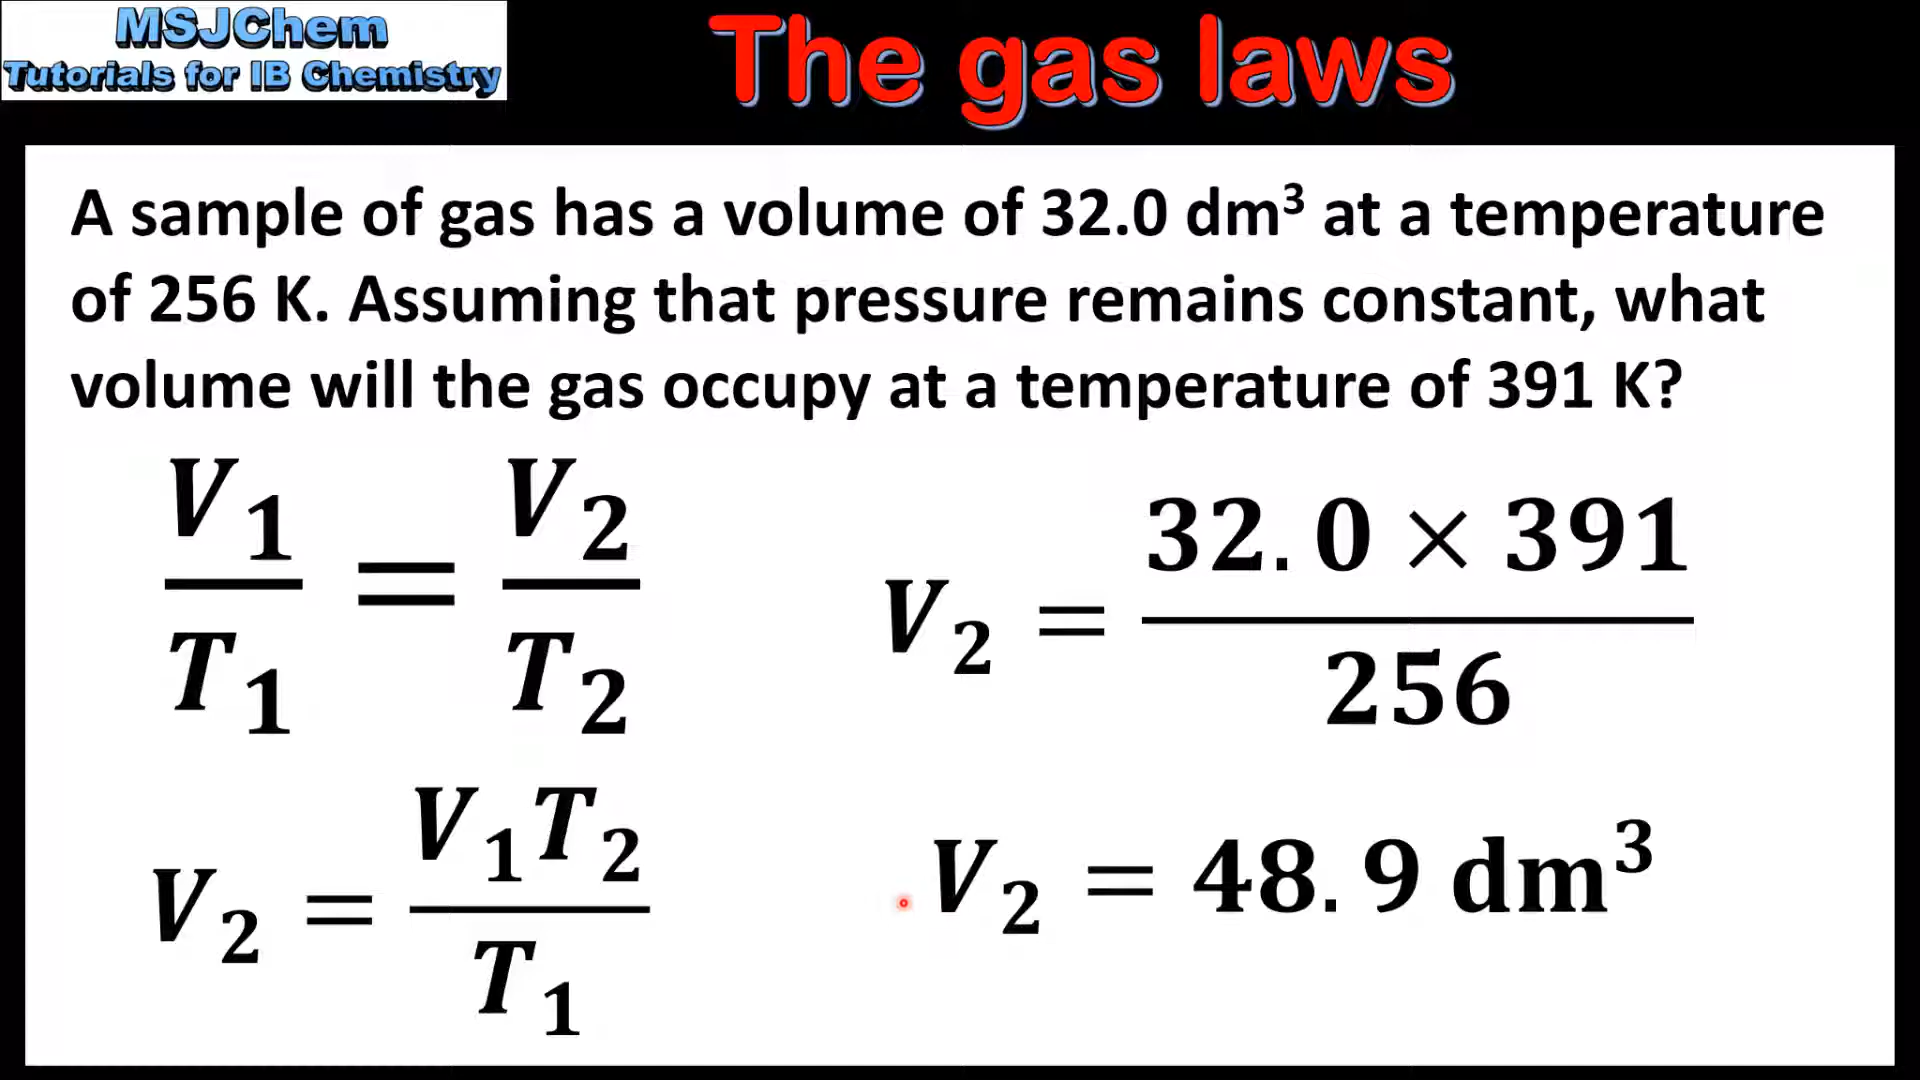 MSJChem
Tutorials for IB Chemistry
The gas laws
A sample of gas has a volume of 32.0 dm³ at a temperature
of 256 K. Assuming that pressure remains constant, what
volume will the gas occupy at a temperature of 391 K?
V₁/T₁ = V₂/T₂
V₂ = V₁T₂/T₁
V₂ = 32.0 × 391/256
V₂ = 48.9 dm³